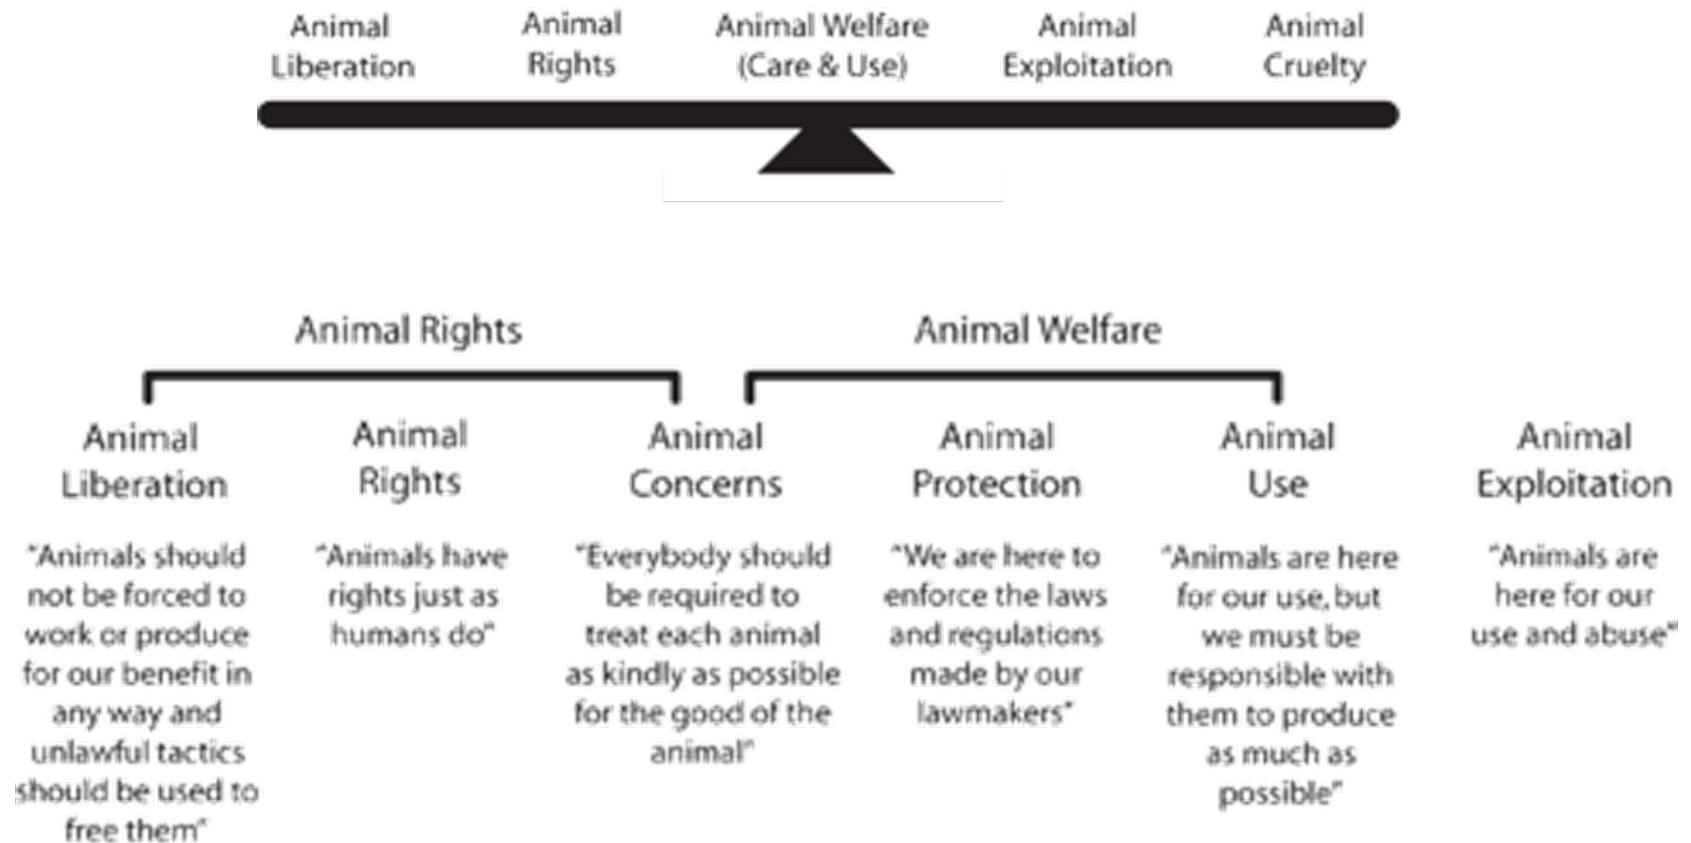 Animal
Liberation
Animal
Rights
Animal Welfare
(Care & Use)
Animal
Exploitation
Animal
Cruelty
Animal Rights
Animal Welfare
Animal
Liberation
"Animals should
not be forced to
work or produce
for our benefit in
any way and
unlawful tactics
should be used to
free them"
Animal
Rights
"Animals have
rights just as
humans do"
Animal
Concerns
"Everybody should
be required to
treat each animal
as kindly as possible
for the good of the
animal"
Animal
Protection
"We are here to
enforce the laws
and regulations
made by our
lawmakers"
Animal
Use
"Animals are here
for our use, but
we must be
responsible with
them to produce
as much as
possible"
Animal
Exploitation
"Animals are
here for our
use and abuse"